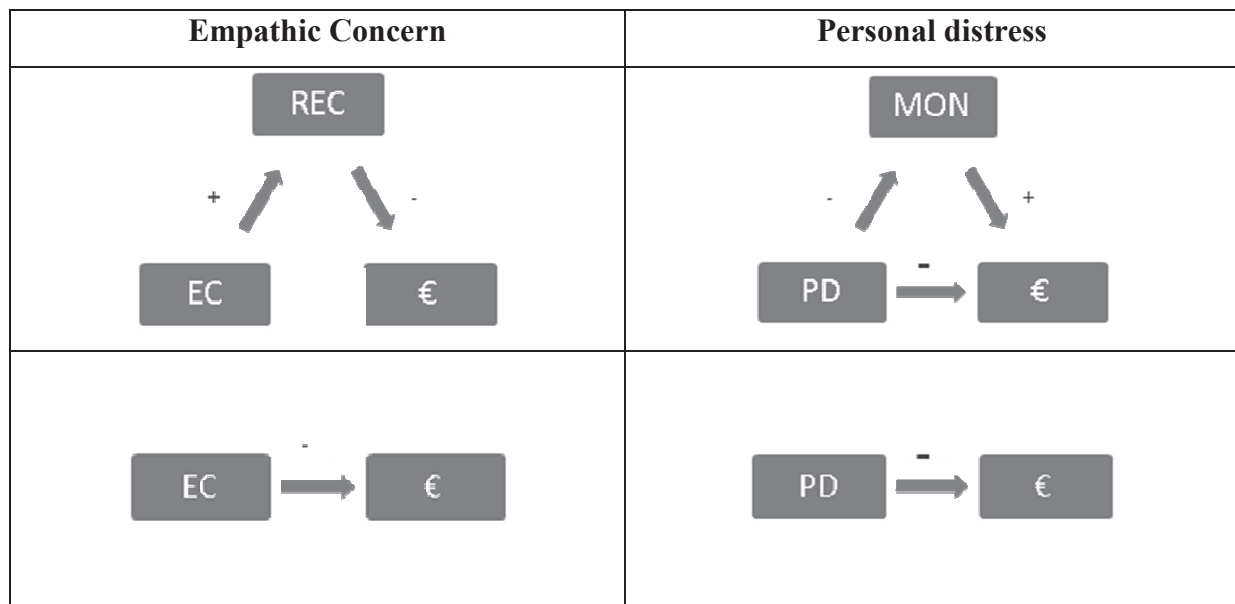 Empathic Concern
Personal distress
REC
+
-
EC
€
MON
-
+
PD
-
€
EC
-
€
PD
-
€